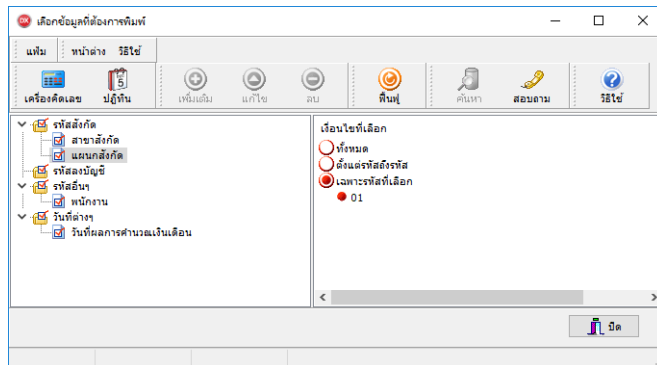 เลือกข้อมูลที่ต้องการพิมพ์
แฟ้ม หน้าต่าง วิธีใช้
5
เครื่องคิดเลข ปฏิทิน เพิ่มเติม แก้ไข ลบ ฟื้นฟู ค้นหา สอบถาม วิธีใช้
รหัสสังกัด
สาขาสังกัด
แผนกสังกัด
รหัสลงบัญชี
รหัสอื่นๆ
พนักงาน
วันที่ต่างๆ
วันที่ผลการคำนวณเงินเดือน
เงื่อนไขที่เลือก
ทั้งหมด
ตั้งแต่รหัสถึงรหัส
เฉพาะรหัสที่เลือก
01
ปิด